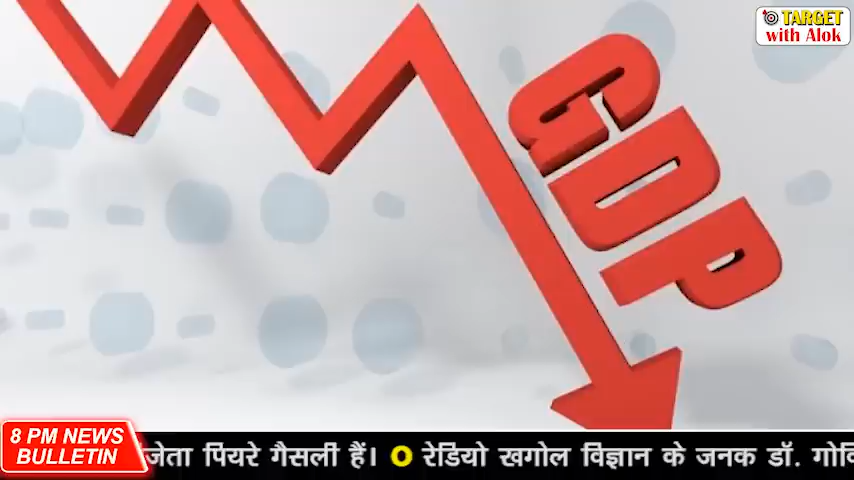 TARGET
with Alok
GDP
8 PM NEWS
BULLETIN
पियरे गैसली हैं। O रेडियो खगोल विज्ञान के जनक डॉ.